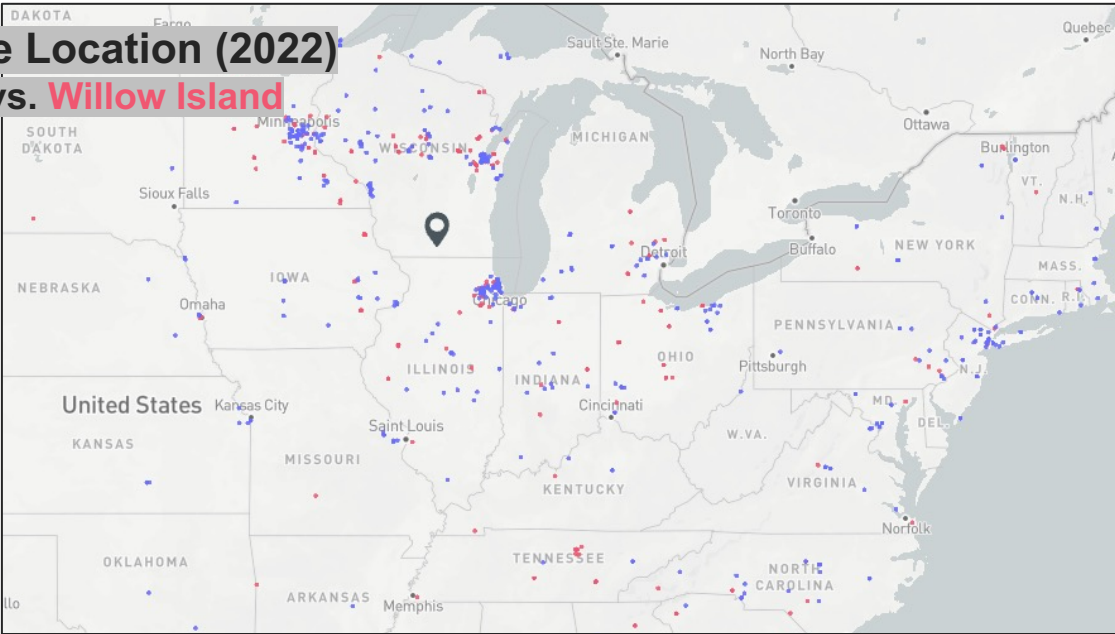 DAKOTA
Fargo
e Location (2022)
vs. Willow Island
Sault Ste. Marie
North Bay
Quebec
Minneapolis
SOUTH
DAKOTA
WISCONSIN
MICHIGAN
Ottawa
Burlington
VT.
N.H.
Sioux Falls
Toronto
Buffalo
Detroit
NEW YORK
MASS.
CONN.
R.I.
NEBRASKA
IOWA
Omaha
Chicago
PENNSYLVANIA
ILLINOIS
INDIANA
OHIO
Pittsburgh
N.J.
United States
Kansas City
Saint Louis
Cincinnati
MD.
DEL.
KANSAS
MISSOURI
W.VA.
KENTUCKY
VIRGINIA
Norfolk
OKLAHOMA
TENNESSEE
NORTH
CAROLINA
llo
ARKANSAS
Memphis